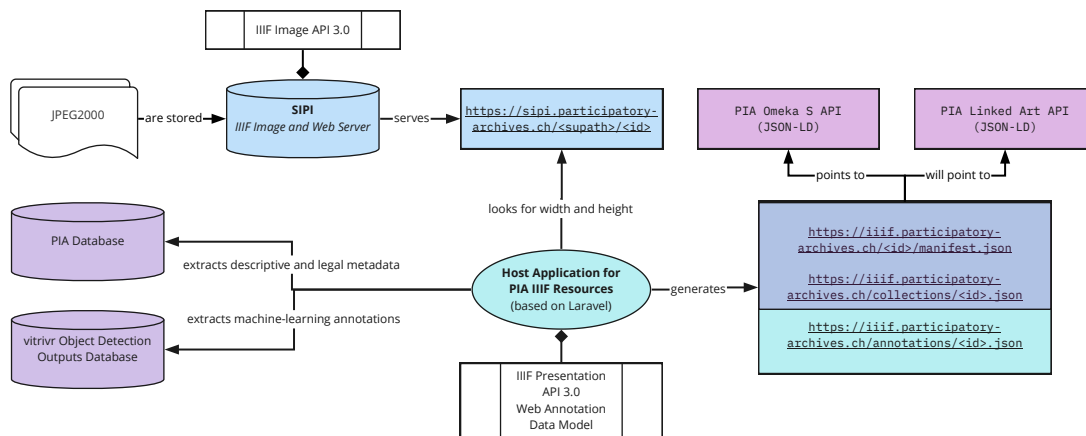 IIIF Image API 3.0
JPEG2000
are stored
SIPI
IIIF Image and Web Server
serves
https://sipi.participatory-
archives.ch/<supath>/<id>
PIA Omeka S API
(JSON-LD)
PIA Linked Art API
(JSON-LD)
points to
will point to
looks for width and height
PIA Database
extracts descriptive and legal metadata
extracts machine-learning annotations
vitrivr Object Detection
Outputs Database
Host Application for
PIA IIIF Resources
(based on Laravel)
generates
https://iiif.participatory-
archives.ch/<id>/manifest.json
https://iiif.participatory-
archives.ch/collections/<id>.json
https://iiif.participatory-
archives.ch/annotations/<id>.json
IIIF Presentation
API 3.0
Web Annotation
Data Model